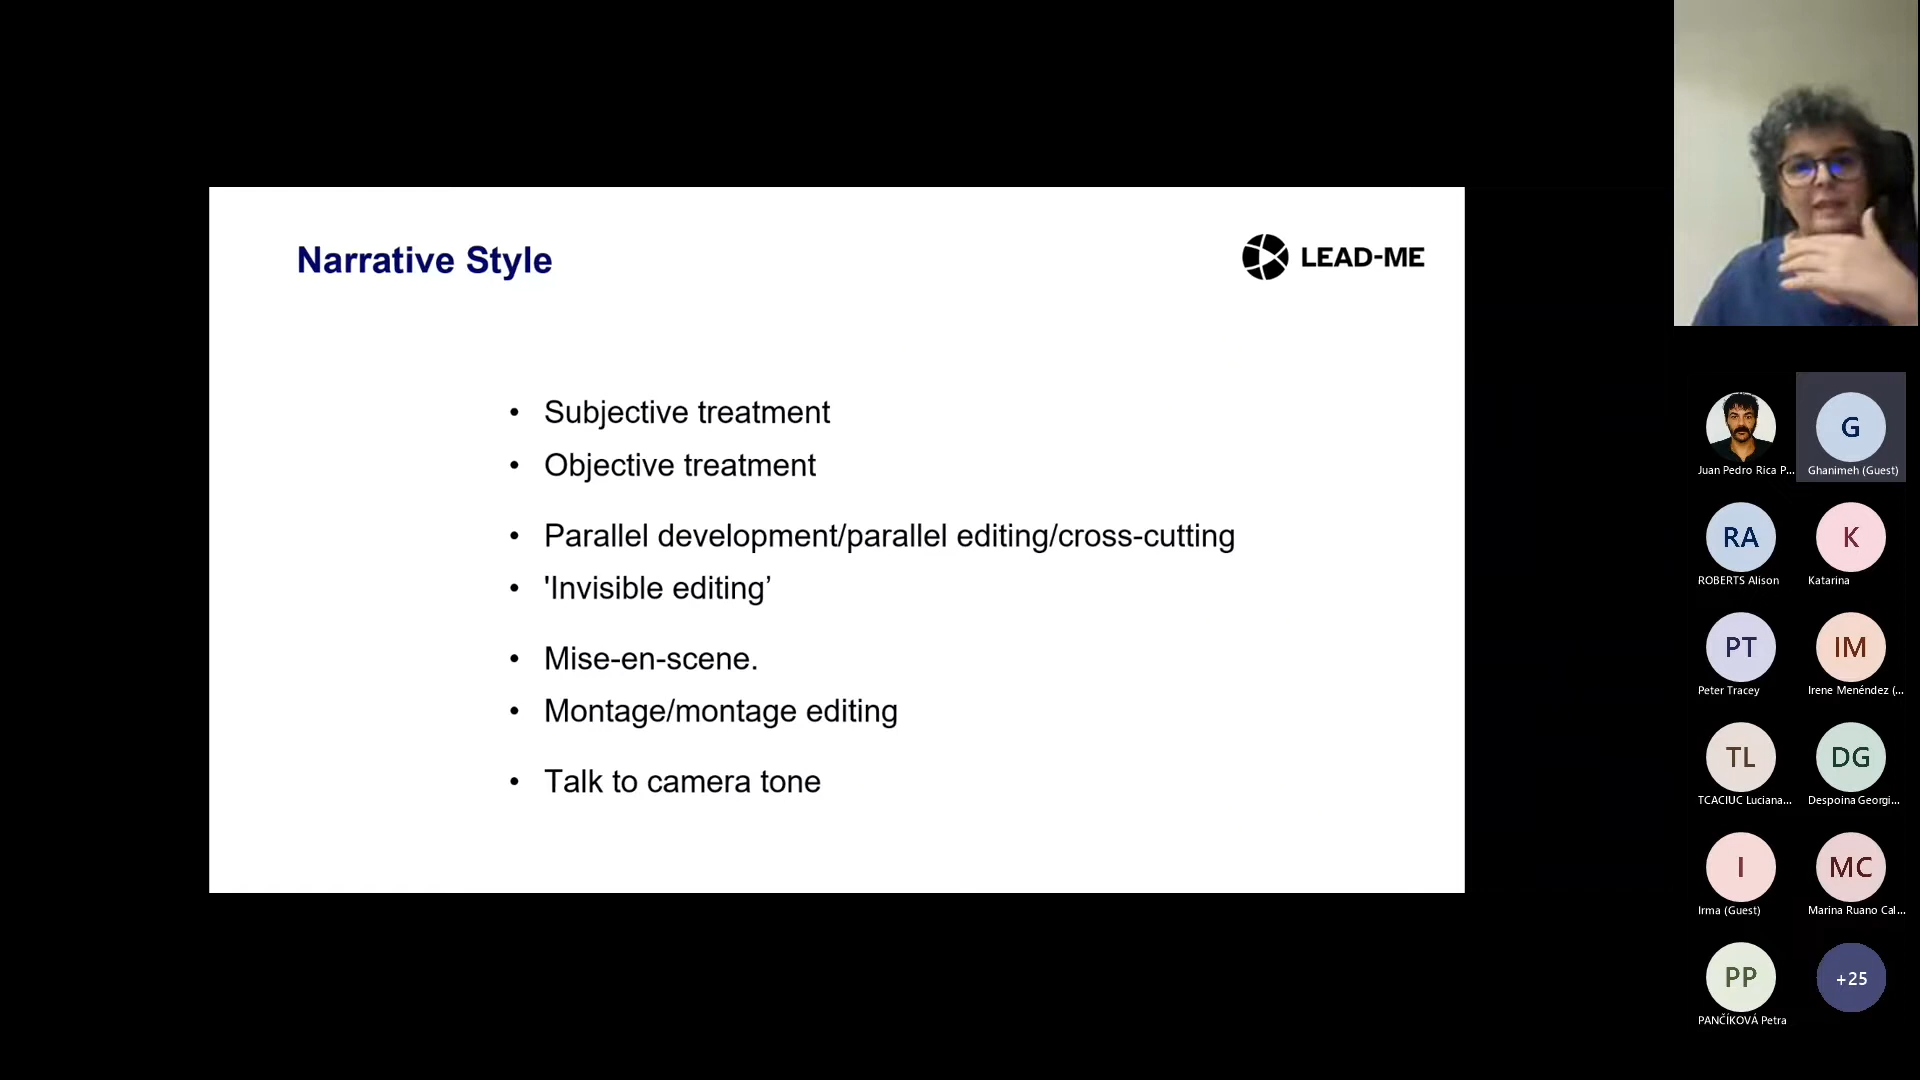 Narrative Style
LEAD-ME
• Subjective treatment
• Objective treatment
• Parallel development/parallel editing/cross-cutting
• 'Invisible editing’
• Mise-en-scene.
• Montage/montage editing
• Talk to camera tone
Juan Pedro Rica P...
G
Ghanimeh (Guest)
RA
ROBERTS Alison
K
Katarina
PT
Peter Tracey
IM
Irene Menéndez (...
TL
TCACIUC Luciana...
DG
Despoina Georgi...
I
Irma (Guest)
MC
Marina Ruano Cal...
PP
PANČÍKOVÁ Petra
+25